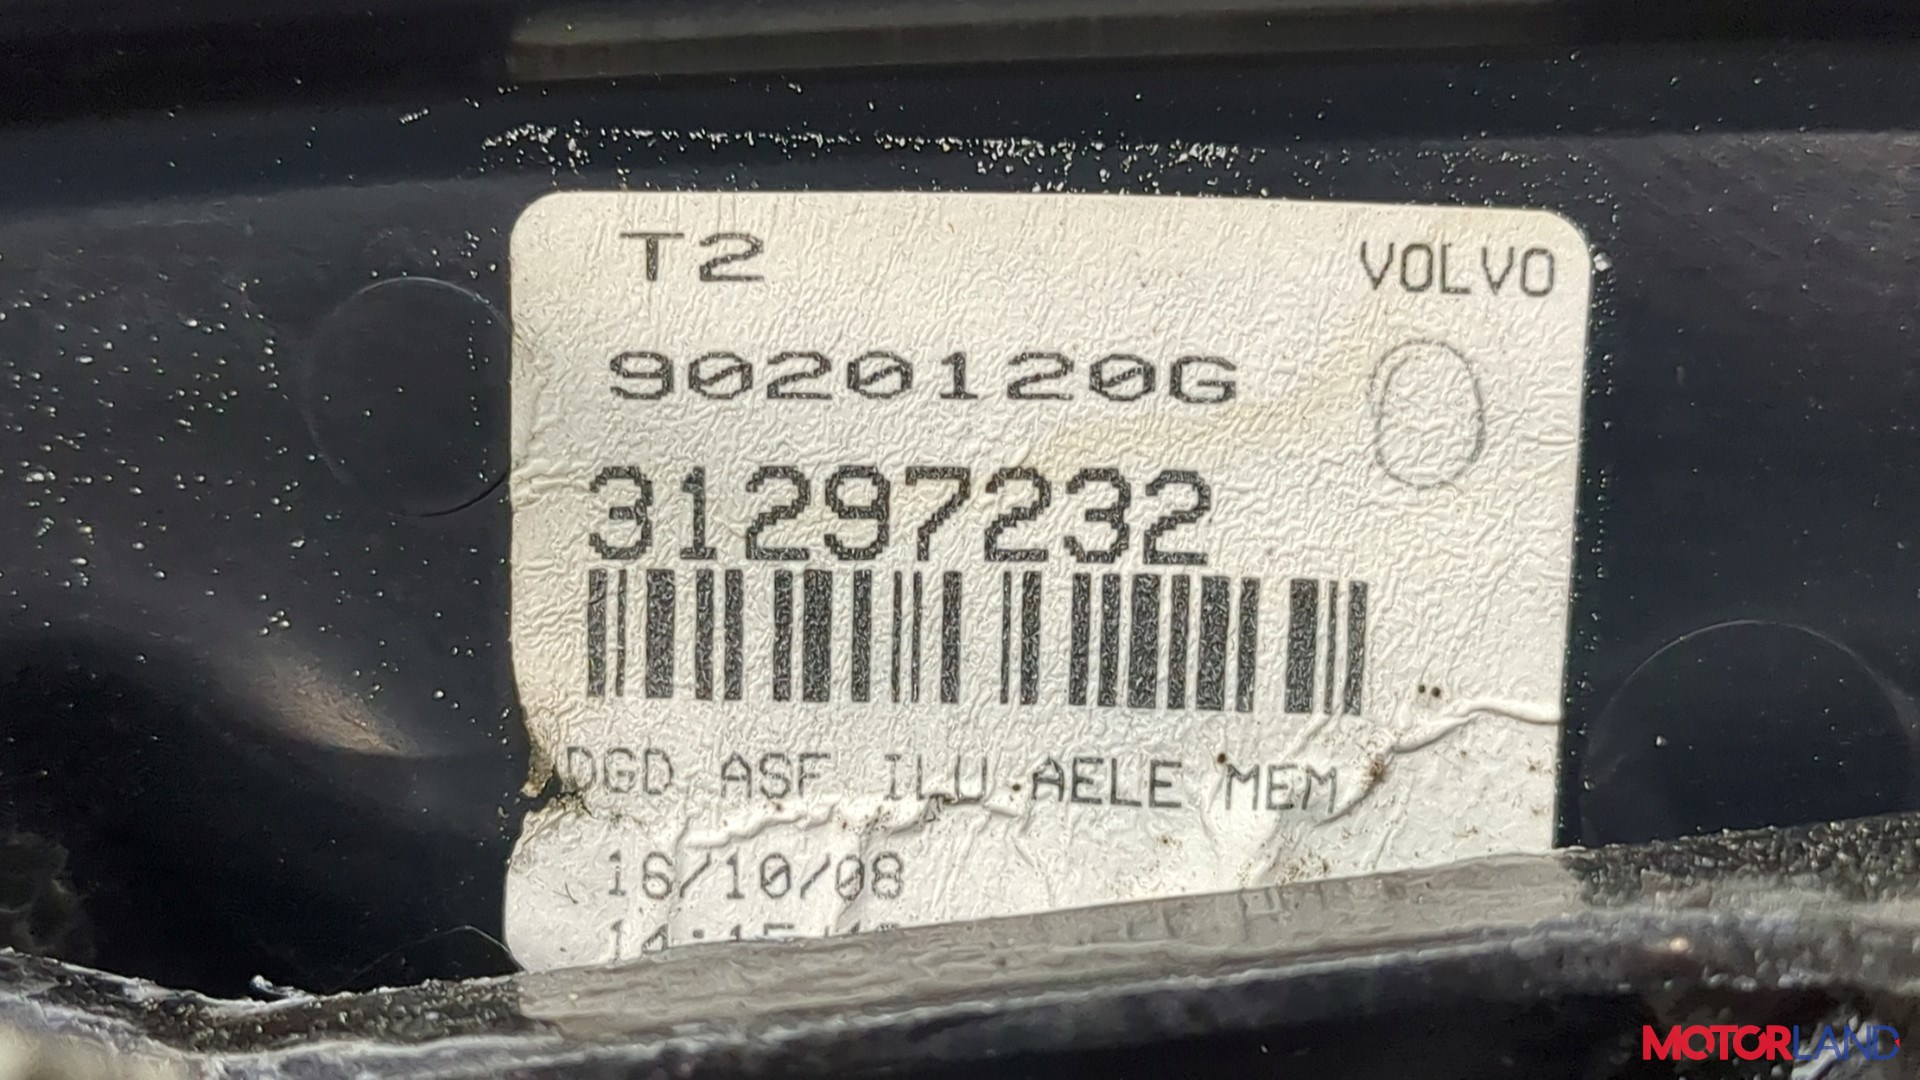 T2 VOLVO
9020120G
31297232
DGD ASF ILU AELE MEM
16/10/08
MOTORLAND